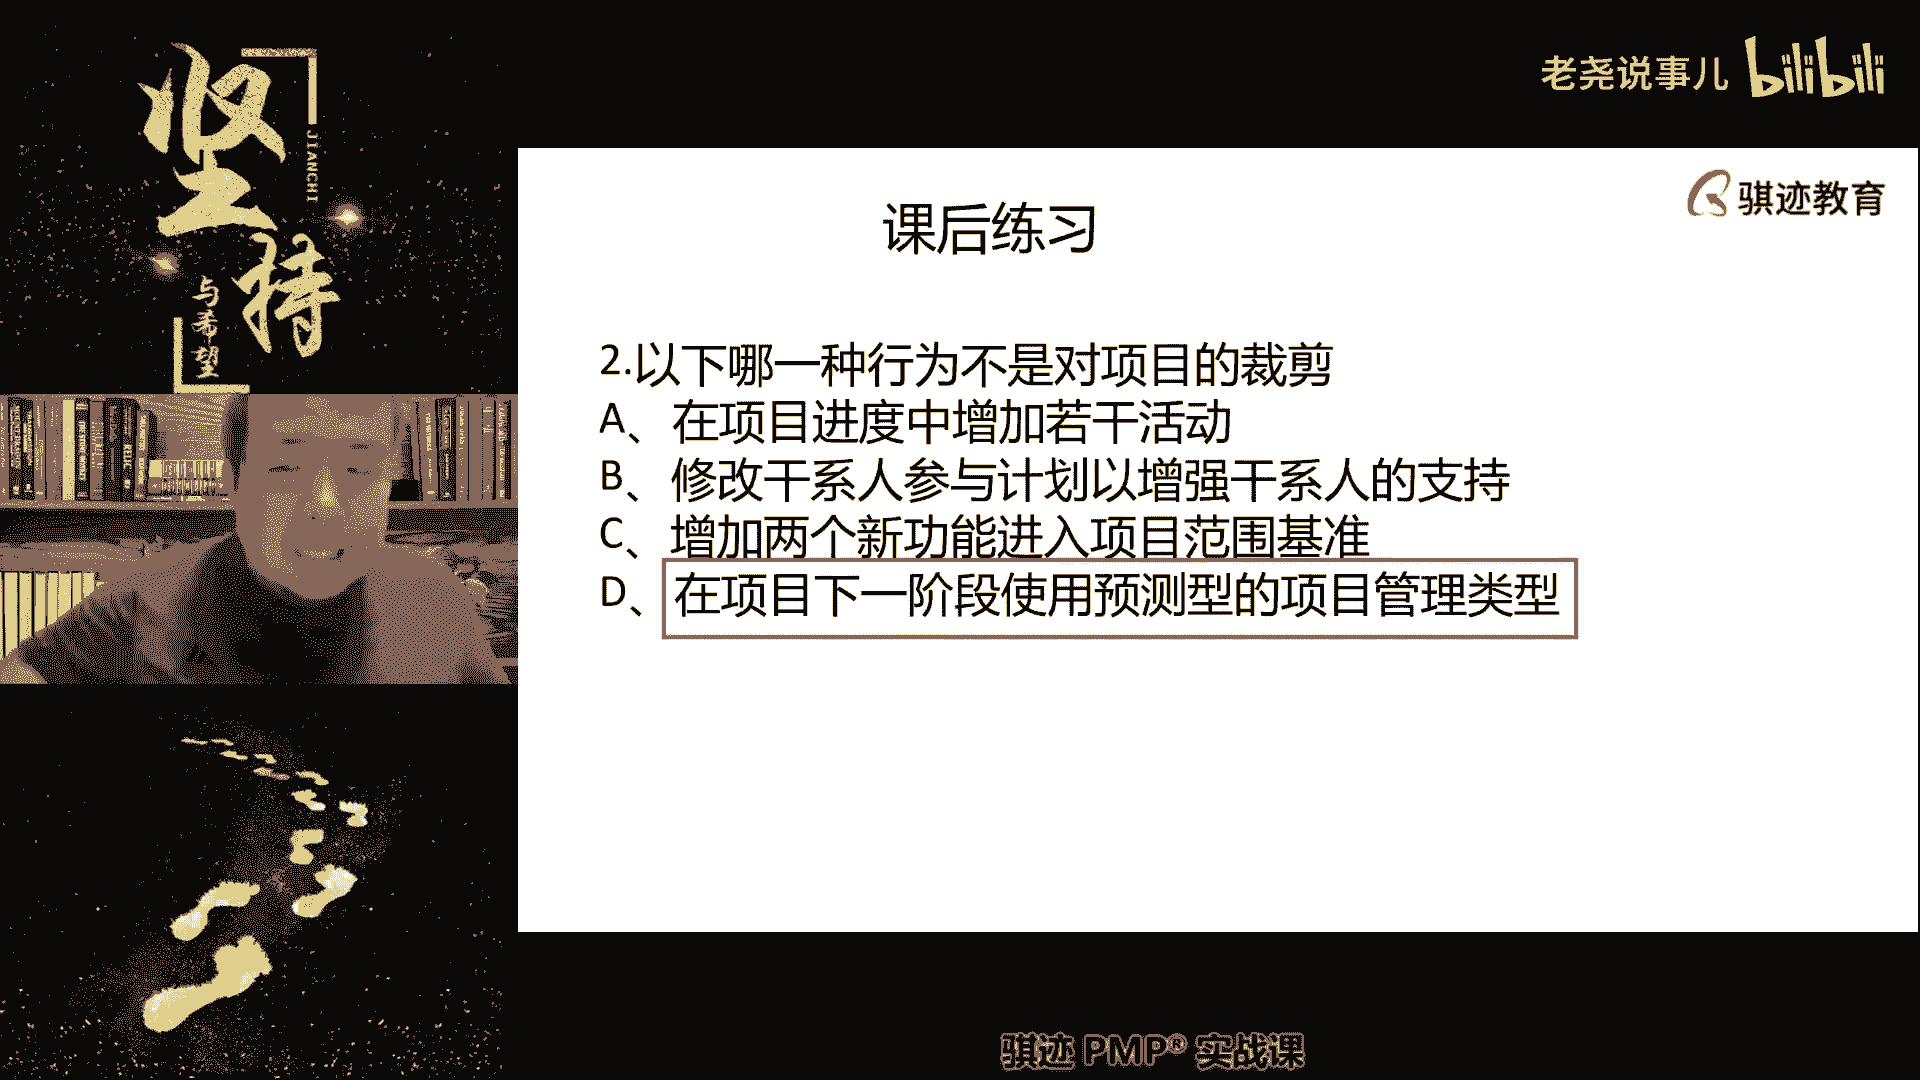 坚持
JIANCHI
与希望
老尧说事儿 bilibili
骐迹教育
课后练习
2.以下哪一种行为不是对项目的裁剪
A、在项目进度中增加若干活动
B、修改干系人参与计划以增强干系人的支持
C、增加两个新功能进入项目范围基准
D、在项目下一阶段使用预测型的项目管理类型
骐迹 PMP® 实战课